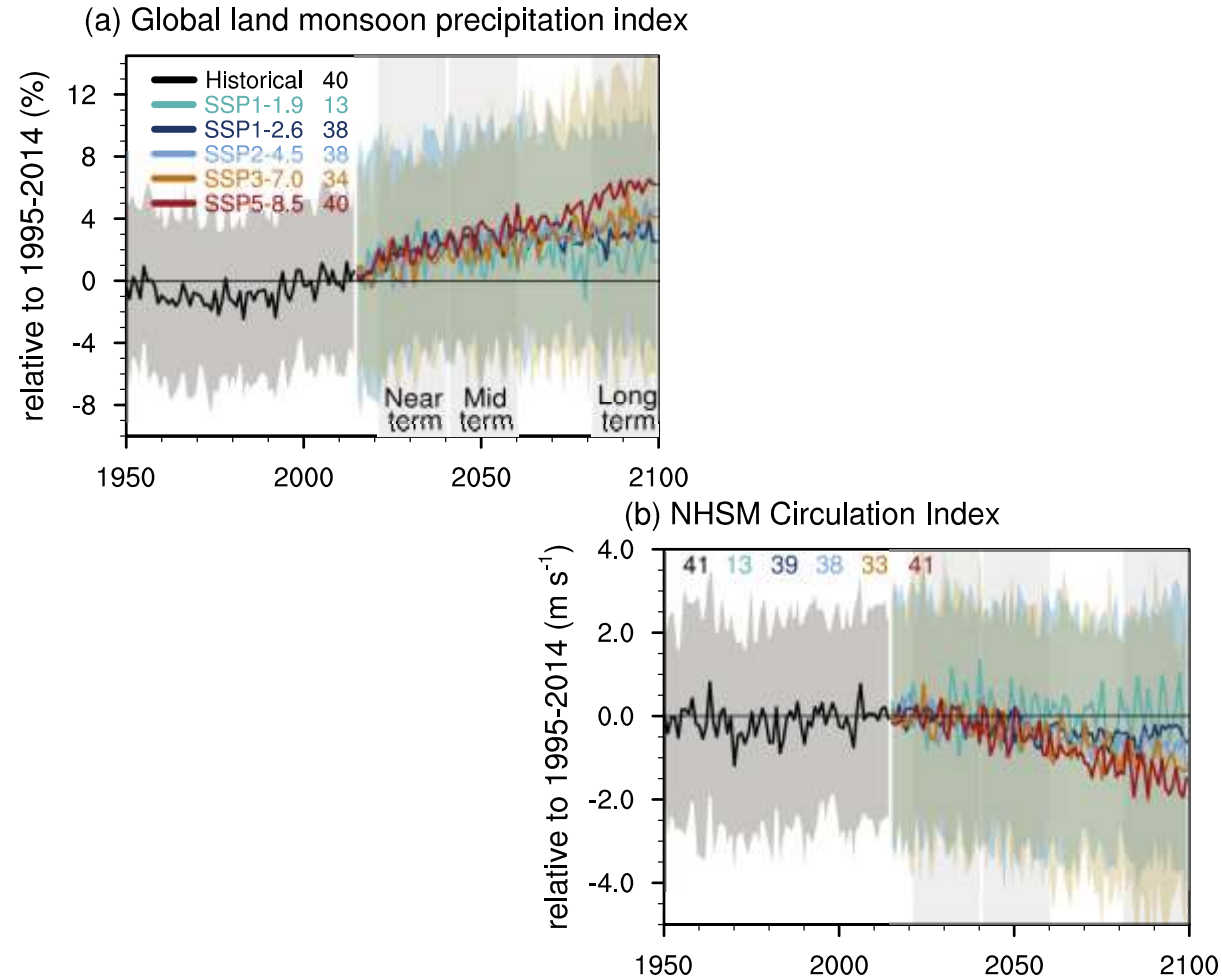 (a) Global land monsoon precipitation index
relative to 1995-2014 (%)
12
8
4
0
-4
-8
Historical 40
SSP1-1.9 13
SSP1-2.6 38
SSP2-4.5 38
SSP3-7.0 34
SSP5-8.5 40
Near term
Mid term
Long term
1950 2000 2050 2100
(b) NHSM Circulation Index
relative to 1995-2014 (m s⁻¹)
4.0
2.0
0.0
-2.0
-4.0
41 13 39 38 33 41
1950 2000 2050 2100